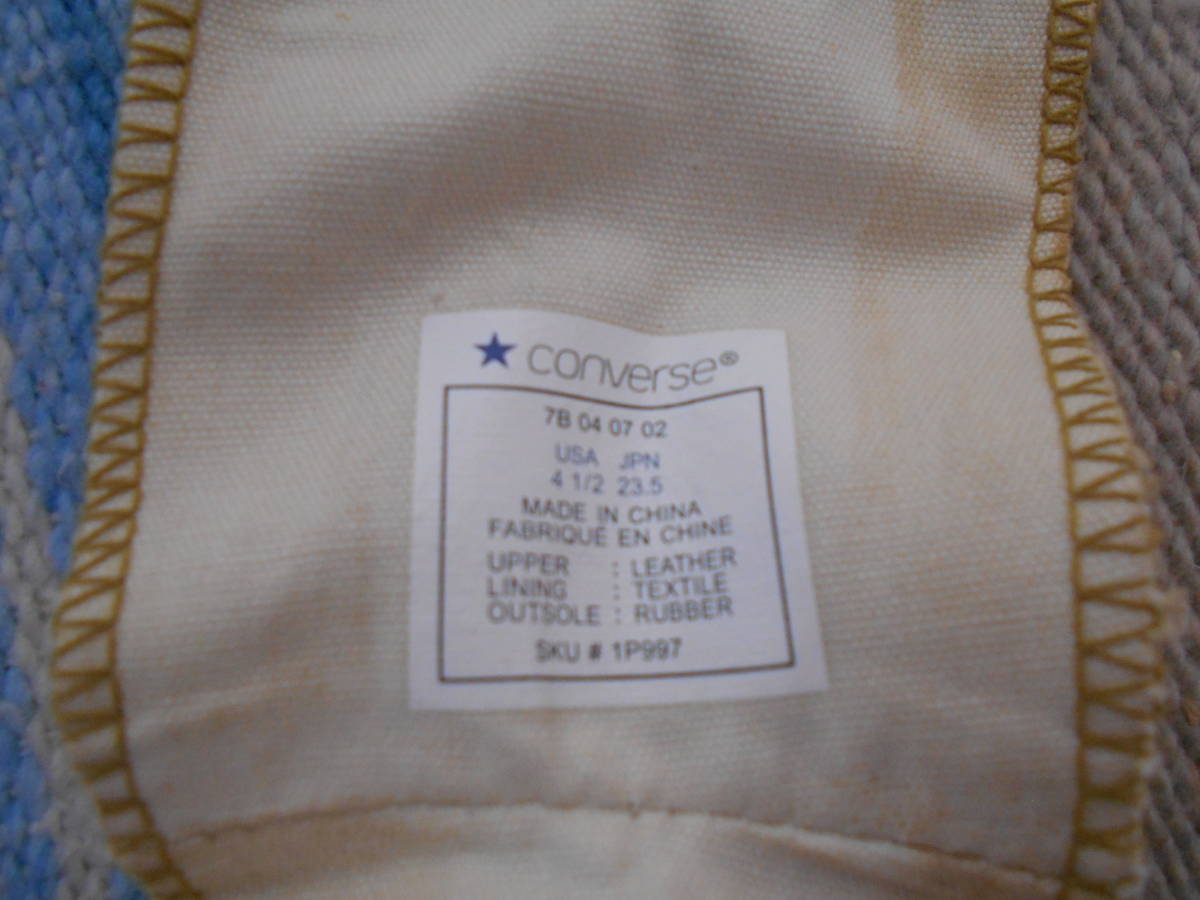 converse®
7B 04 07 02
USA JPN
4 1/2 23.5
MADE IN CHINA
FABRIQUÉ EN CHINE
UPPER : LEATHER
LINING : TEXTILE
OUTSOLE : RUBBER
SKU # 1P997